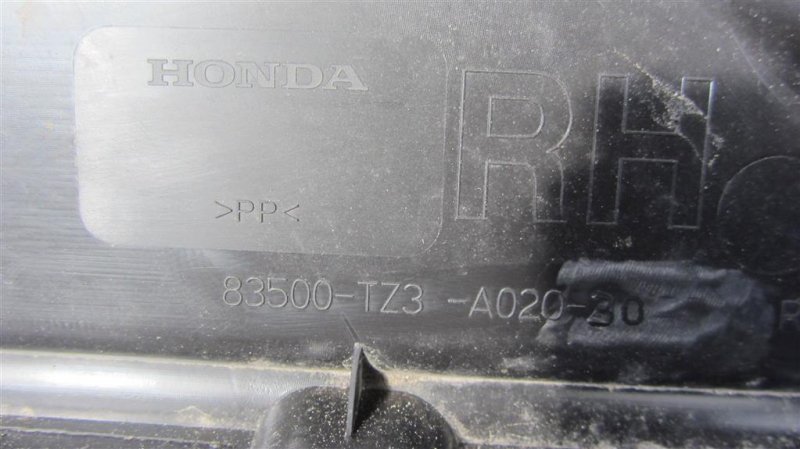 HONDA
RH
>PP<
83500-TZ3 -A020-30